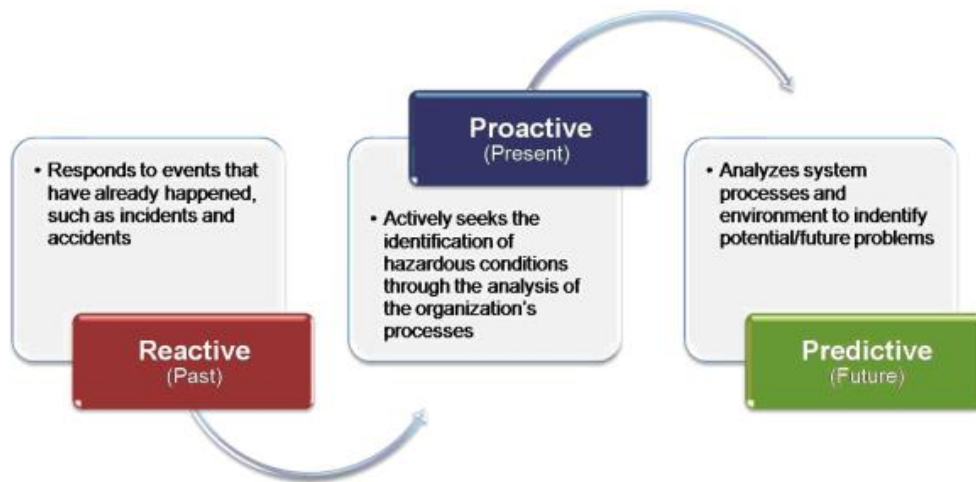 • Responds to events that
have already happened,
such as incidents and
accidents
Reactive
(Past)
Proactive
(Present)
• Actively seeks the
identification of
hazardous conditions
through the analysis of
the organization's
processes
• Analyzes system
processes and
environment to indentify
potential/future problems
Predictive
(Future)